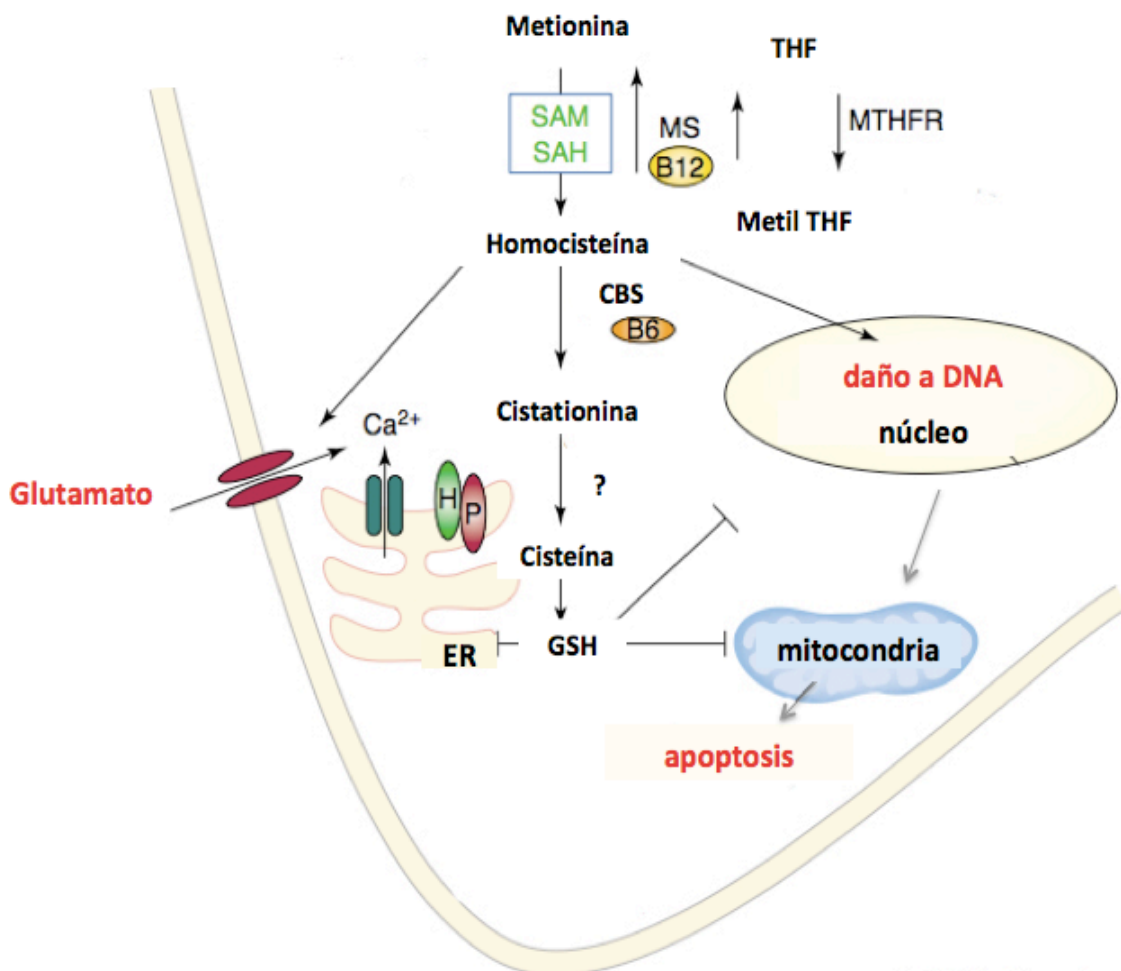 Metionina
THF
SAM
SAH
MS
B12
MTHFR
Metil THF
Homocisteína
CBS
B6
daño a DNA
núcleo
Cistationina
Ca²⁺
Glutamato
H
P
?
Cisteína
ER
GSH
mitocondria
apoptosis